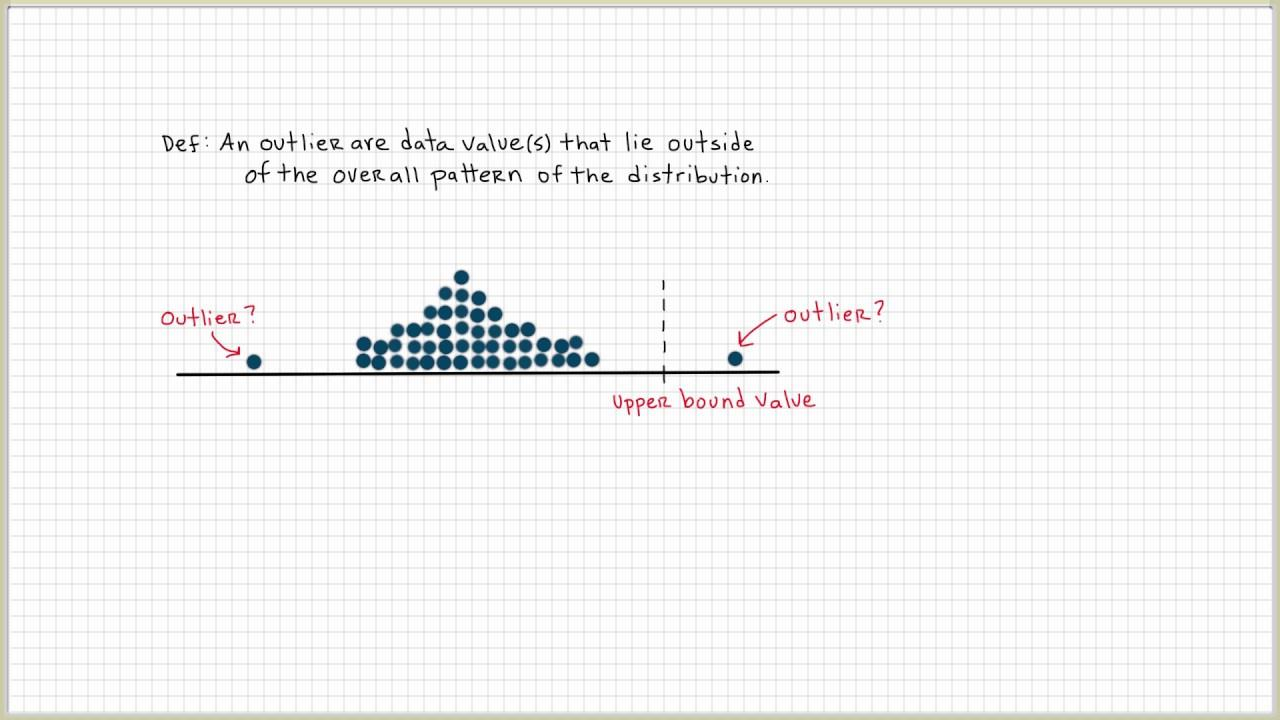 Def: An outlier are data value(s) that lie outside
of the overall pattern of the distribution.
outlier?
outlier?
upper bound value